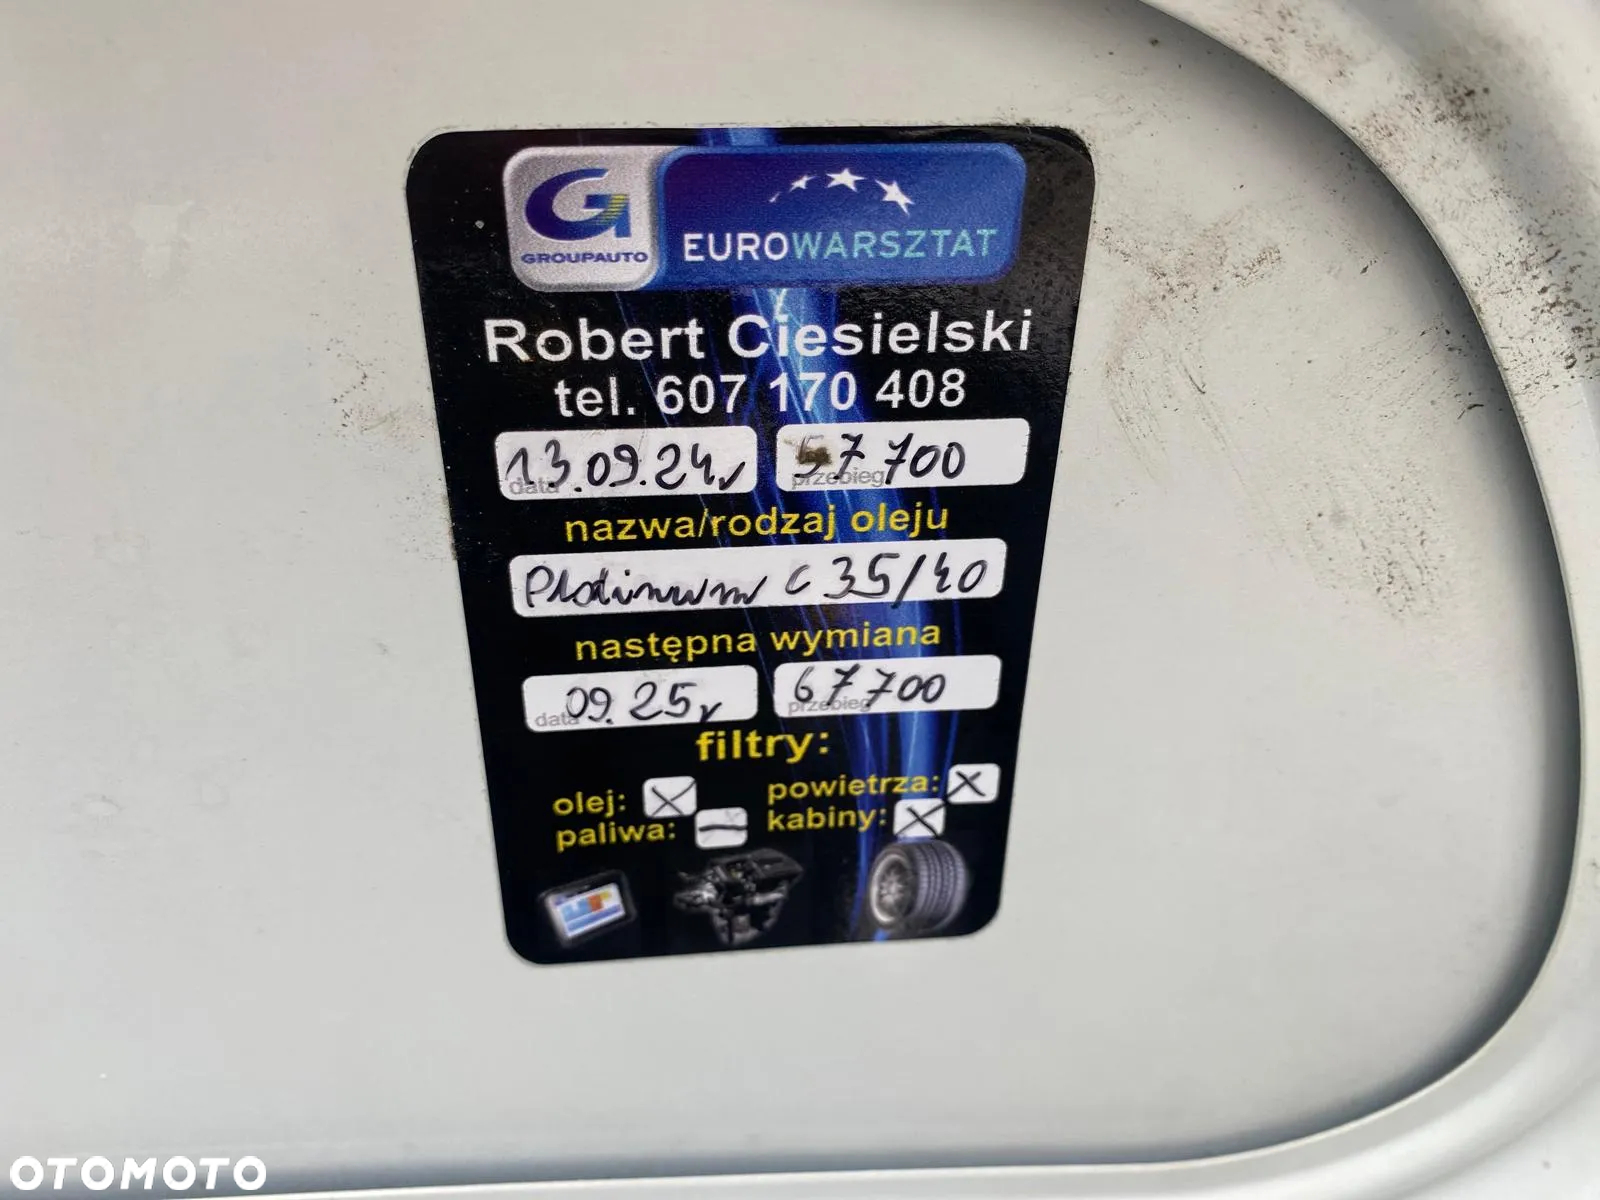 GROUPAUTO
EUROWARSZTAT
Robert Ciesielski
tel. 607 170 408
13.09.24r 57 700
data przebieg
nazwa/rodzaj oleju
Platinum C 35/40
następna wymiana
09.25r 67 700
data przebieg
filtry:
olej: X powietrza: X
paliwa: — kabiny: X
OTOMOTO